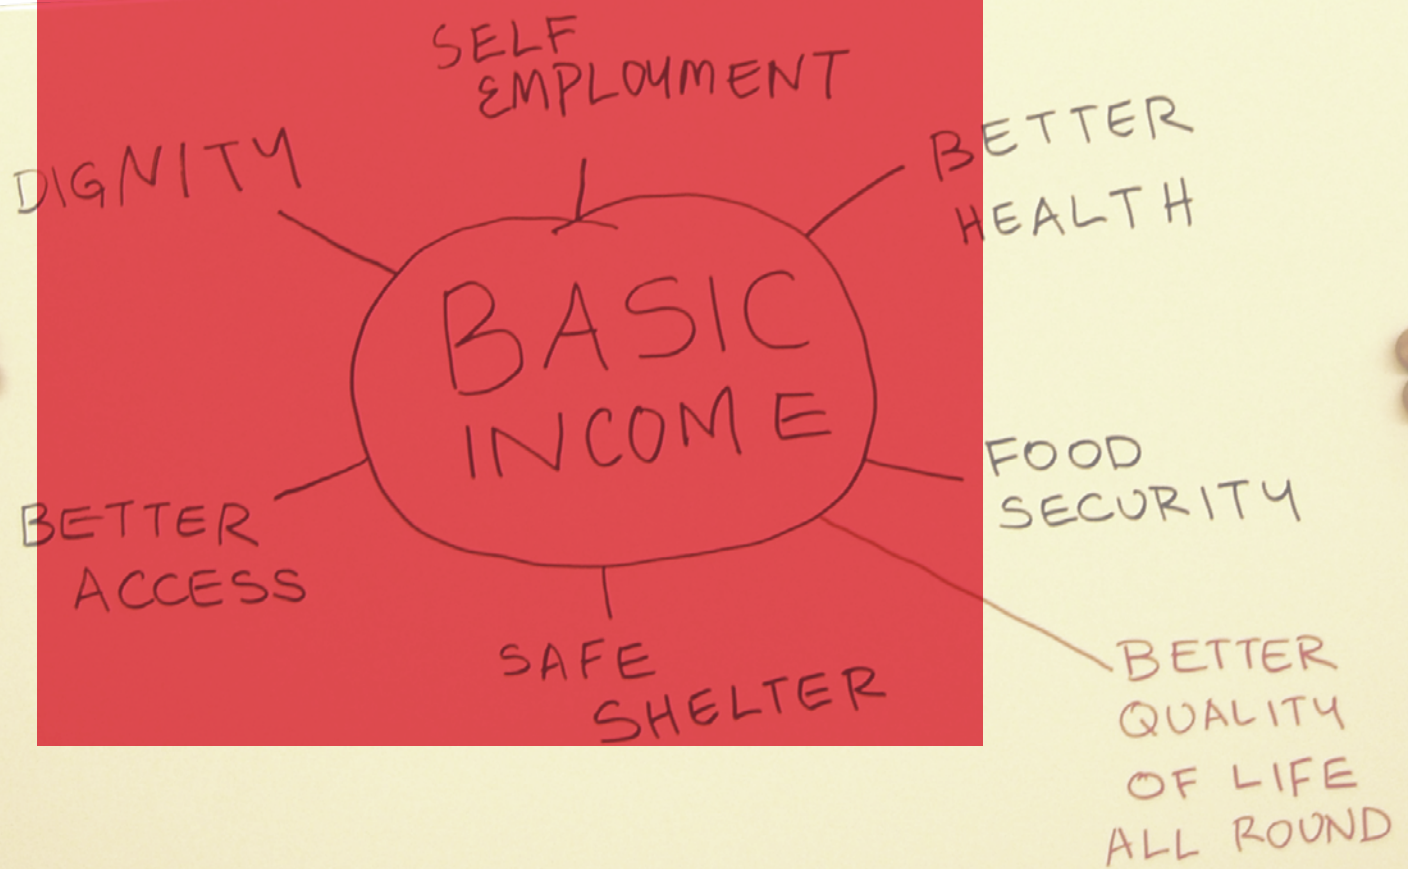 SELF
EMPLOYMENT
DIGNITY
BETTER
HEALTH
BASIC
INCOME
FOOD
SECURITY
BETTER
ACCESS
SAFE
SHELTER
BETTER
QUALITY
OF LIFE
ALL ROUND